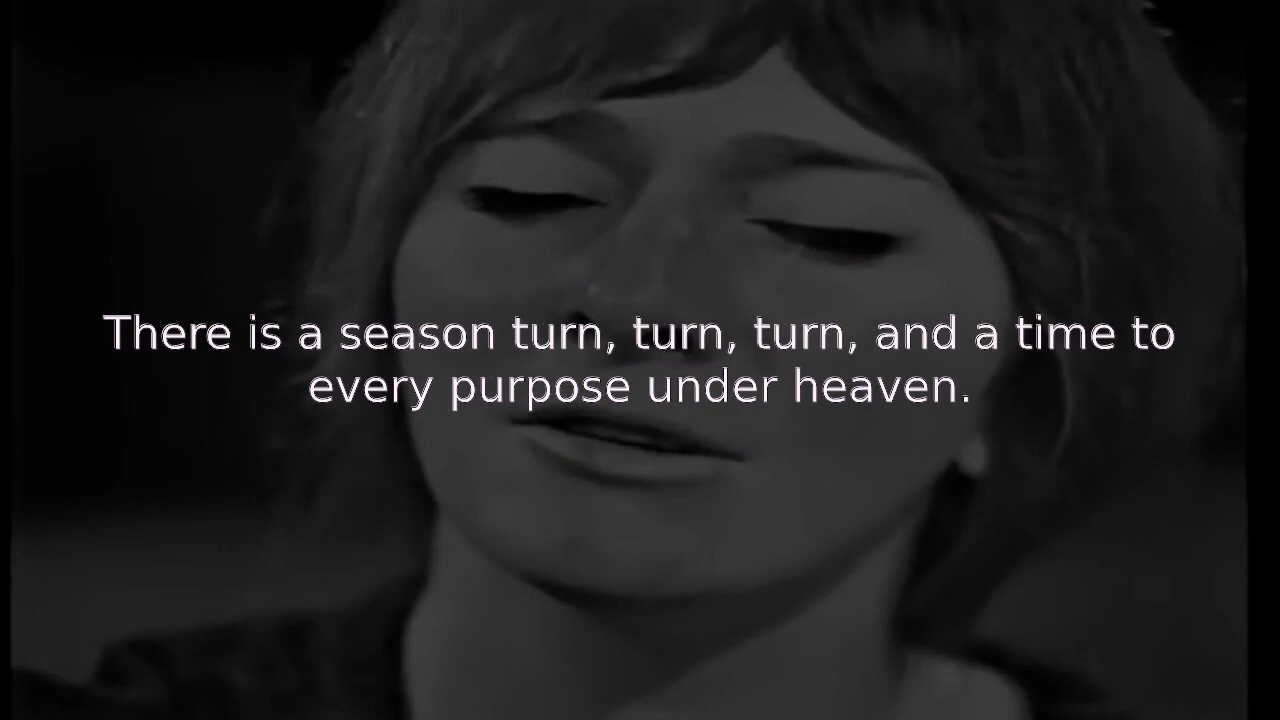 There is a season turn, turn, turn, and a time to
every purpose under heaven.